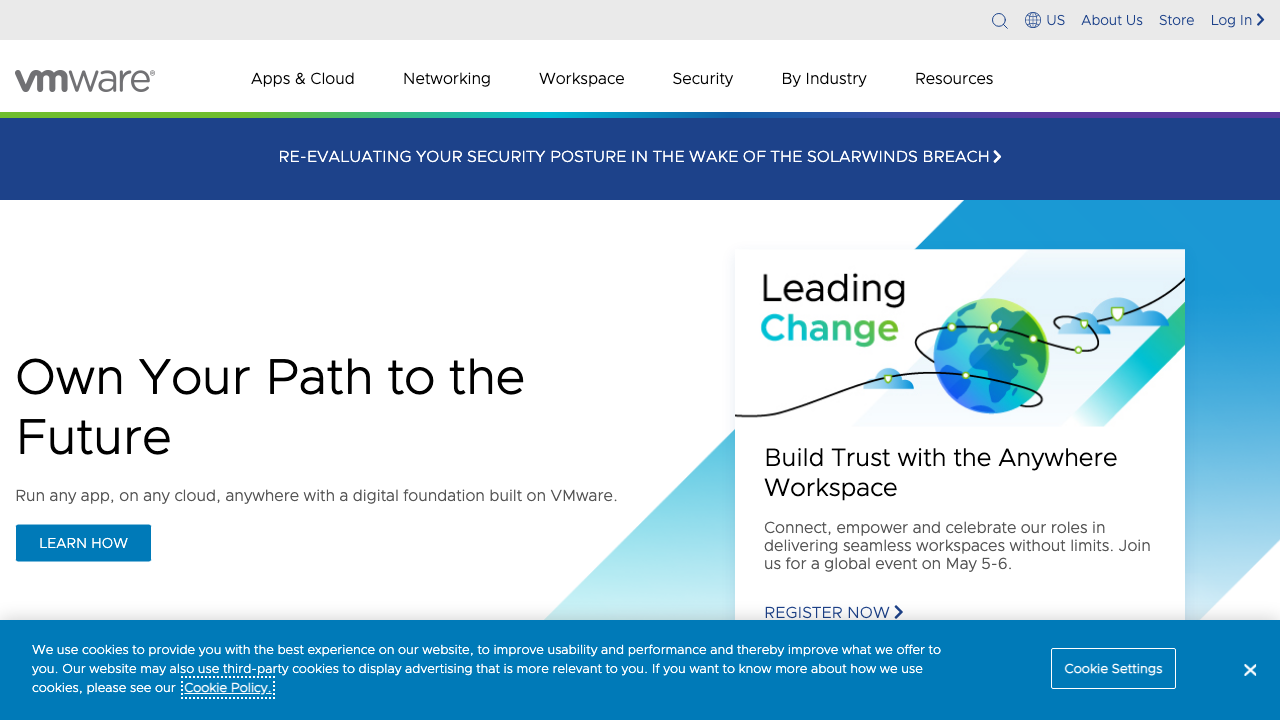 US About Us Store Log In
vmware®
Apps & Cloud Networking Workspace Security By Industry Resources
RE-EVALUATING YOUR SECURITY POSTURE IN THE WAKE OF THE SOLARWINDS BREACH
Own Your Path to the
Future
Run any app, on any cloud, anywhere with a digital foundation built on VMware.
LEARN HOW
Leading
Change
Build Trust with the Anywhere
Workspace
Connect, empower and celebrate our roles in
delivering seamless workspaces without limits. Join
us for a global event on May 5-6.
REGISTER NOW
We use cookies to provide you with the best experience on our website, to improve usability and performance and thereby improve what we offer to
you. Our website may also use third-party cookies to display advertising that is more relevant to you. If you want to know more about how we use
cookies, please see our Cookie Policy.
Cookie Settings